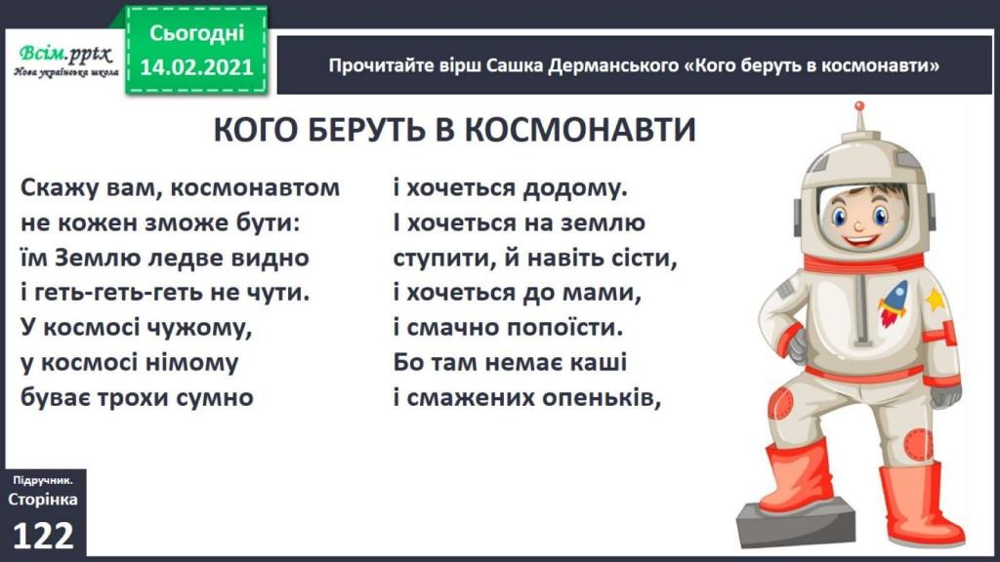 Всім.pptx
Нова українська школа
Сьогодні
14.02.2021
Прочитайте вірш Сашка Дерманського «Кого беруть в космонавти»
КОГО БЕРУТЬ В КОСМОНАВТИ
Скажу вам, космонавтом
не кожен зможе бути:
їм Землю ледве видно
і геть-геть-геть не чути.
У космосі чужому,
у космосі німому
буває трохи сумно
і хочеться додому.
І хочеться на землю
ступити, й навіть сісти,
і хочеться до мами,
і смачно попоїсти.
Бо там немає каші
і смажених опеньків,
Підручник.
Сторінка
122